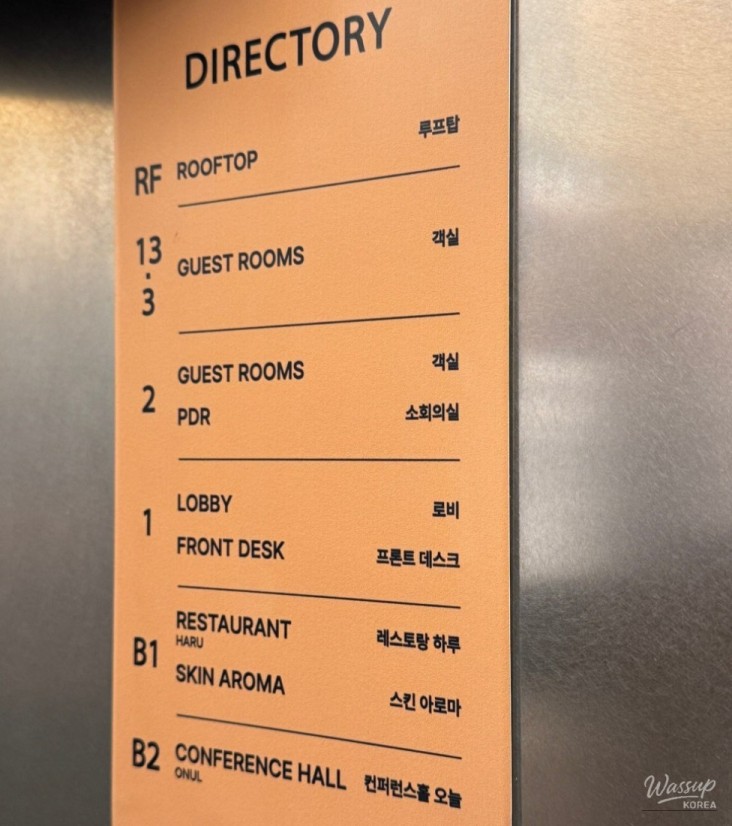 DIRECTORY
RF ROOFTOP 루프탑
13
·
3
GUEST ROOMS 객실
2
GUEST ROOMS 객실
PDR 소회의실
1
LOBBY 로비
FRONT DESK 프론트 데스크
B1
RESTAURANT 레스토랑 하루
HARU
SKIN AROMA 스킨 아로마
B2 CONFERENCE HALL 컨퍼런스홀 오늘
ONUL
Wassup
KOREA